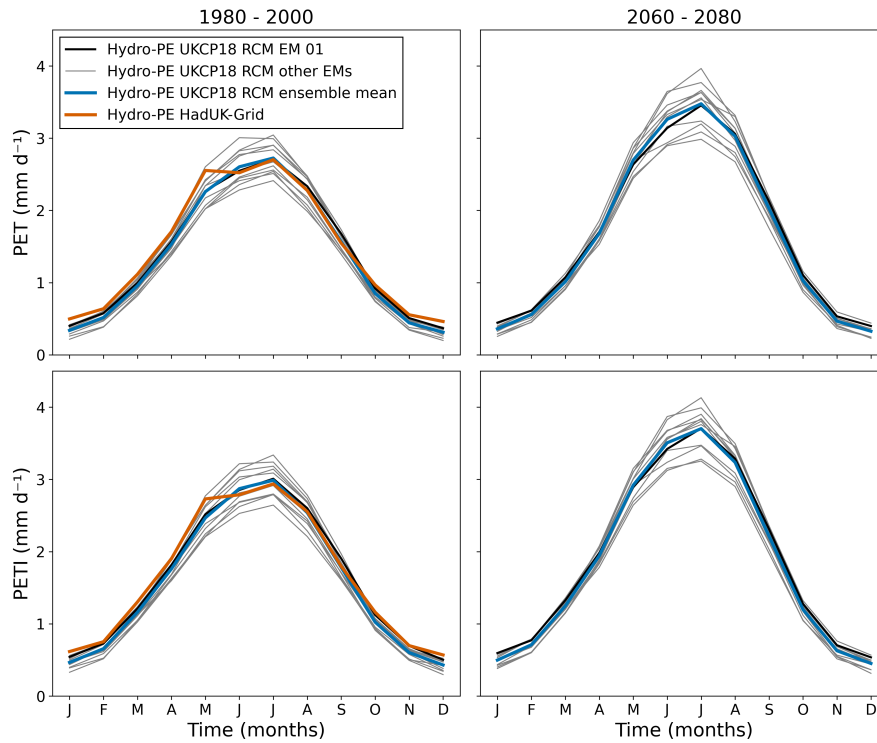 1980 - 2000
2060 - 2080
Hydro-PE UKCP18 RCM EM 01
Hydro-PE UKCP18 RCM other EMs
Hydro-PE UKCP18 RCM ensemble mean
Hydro-PE HadUK-Grid
PET (mm d⁻¹)
4
3
2
1
0
PETI (mm d⁻¹)
4
3
2
1
0
J F M A M J J A S O N D
J F M A M J J A S O N D
Time (months)
Time (months)